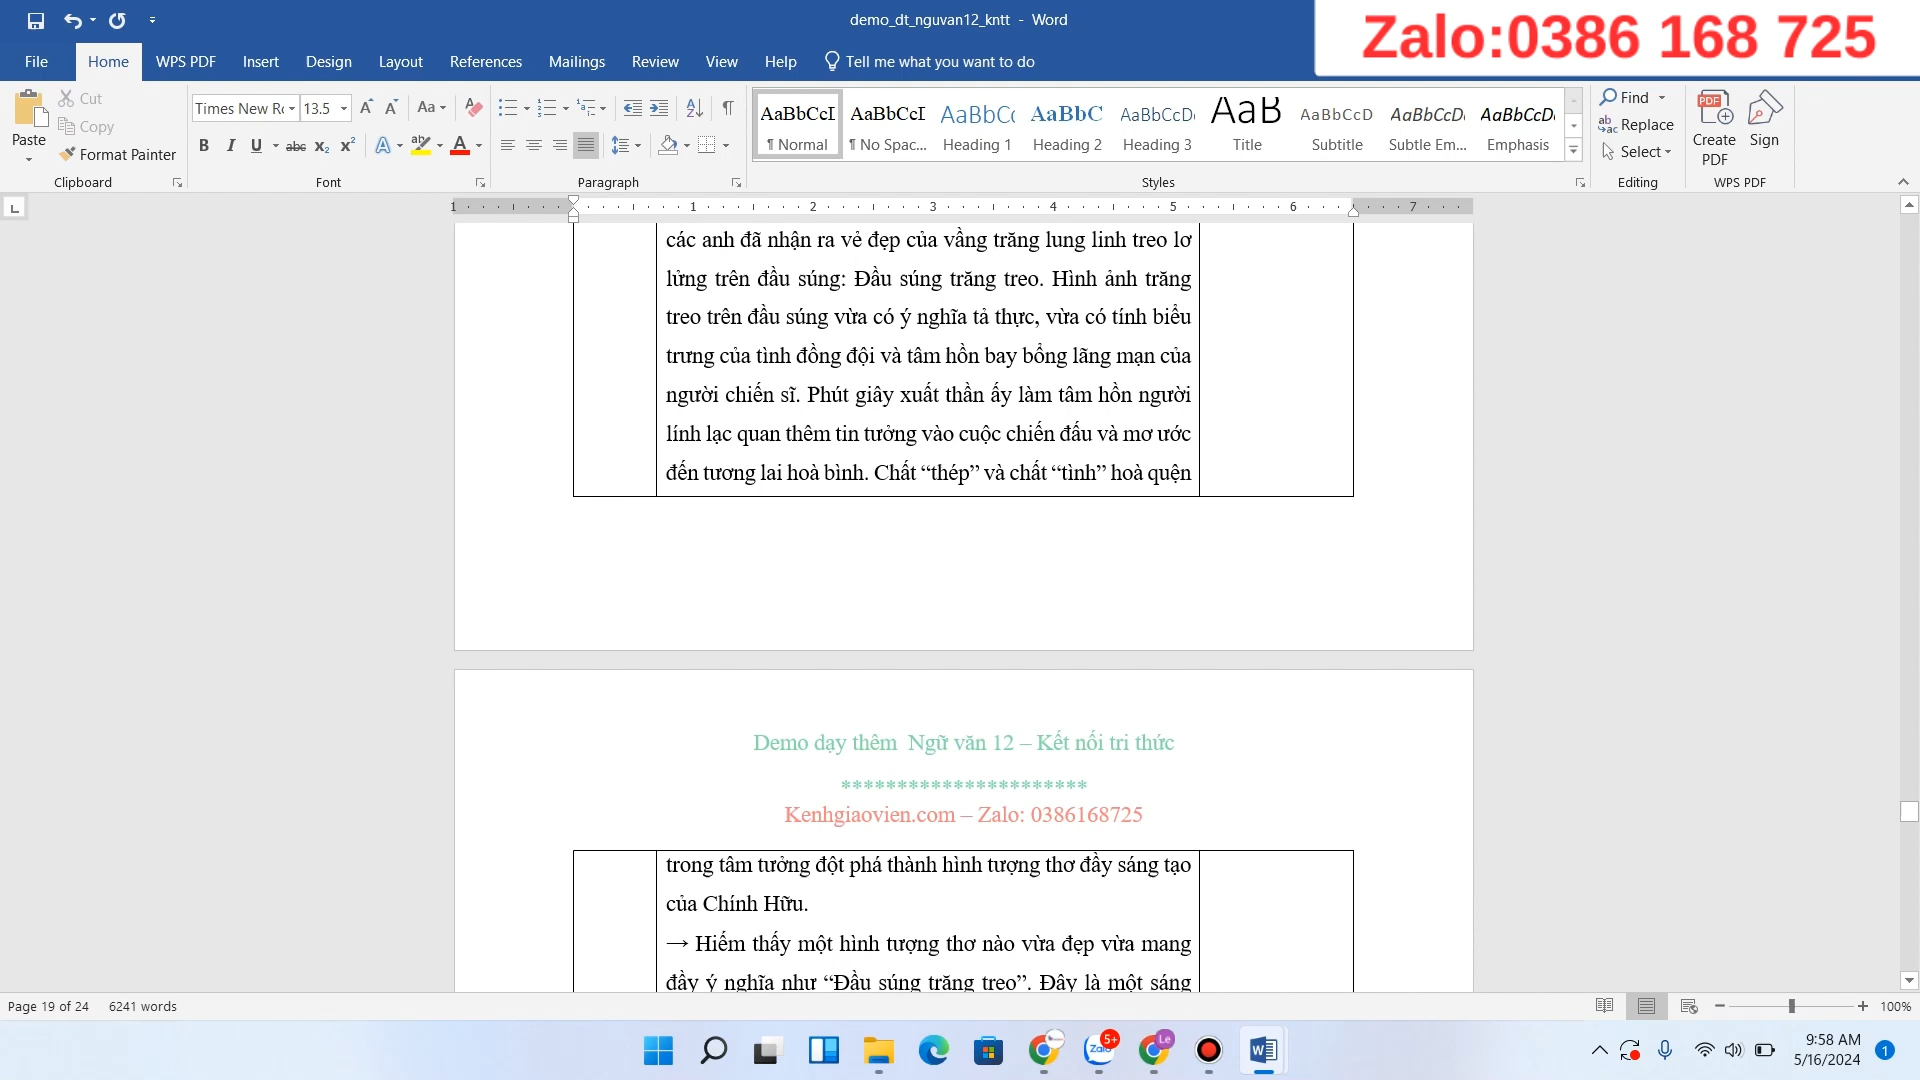 demo_dt_nguvan12_kntt - Word
Zalo:0386 168 725
File Home WPS PDF Insert Design Layout References Mailings Review View Help Tell me what you want to do
Paste
Cut
Copy
Format Painter
Clipboard
Times New Ro 13.5
Font
Paragraph
AaBbCcI AaBbCcI AaBbCc AaBbC AaBbCcD AaB AaBbCcD AaBbCcD AaBbCcD
¶ Normal ¶ No Spac... Heading 1 Heading 2 Heading 3 Title Subtitle Subtle Em... Emphasis
Styles
Find
Replace
Select
Editing
Create PDF
Sign
WPS PDF
1 1 2 3 4 5 6 7
các anh đã nhận ra vẻ đẹp của vầng trăng lung linh treo lơ
lửng trên đầu súng: Đầu súng trăng treo. Hình ảnh trăng
treo trên đầu súng vừa có ý nghĩa tả thực, vừa có tính biểu
trưng của tình đồng đội và tâm hồn bay bổng lãng mạn của
người chiến sĩ. Phút giây xuất thần ấy làm tâm hồn người
lính lạc quan thêm tin tưởng vào cuộc chiến đấu và mơ ước
đến tương lai hoà bình. Chất “thép” và chất “tình” hoà quện
Demo dạy thêm Ngữ văn 12 – Kết nối tri thức
**********************
Kenhgiaovien.com – Zalo: 0386168725
trong tâm tưởng đột phá thành hình tượng thơ đầy sáng tạo
của Chính Hữu.
→ Hiếm thấy một hình tượng thơ nào vừa đẹp vừa mang
đầy ý nghĩa như “Đầu súng trăng treo”. Đây là một sáng
Page 19 of 24 6241 words
100%
9:58 AM
5/16/2024